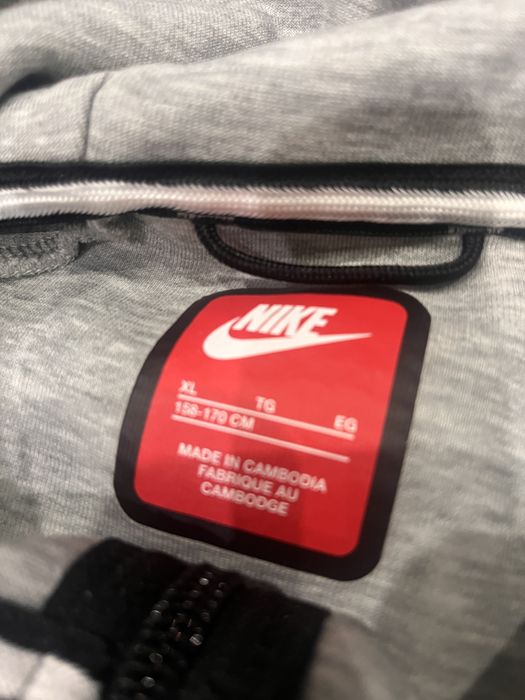 NIKE
XL TG EG
158-170 CM
MADE IN CAMBODIA
FABRIQUE AU
CAMBODGE